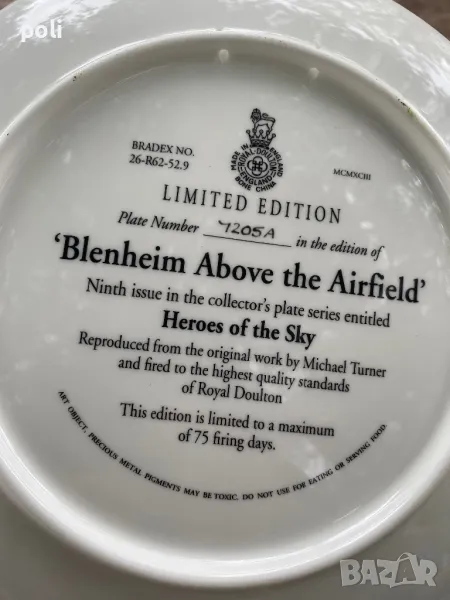 poli
MADE IN ENGLAND
ROYAL DOULTON
ENGLAND
BONE CHINA
BRADEX NO.
26-R62-52.9
MCMXCIII
LIMITED EDITION
Plate Number 7205A in the edition of
‘Blenheim Above the Airfield’
Ninth issue in the collector’s plate series entitled
Heroes of the Sky
Reproduced from the original work by Michael Turner
and fired to the highest quality standards
of Royal Doulton
This edition is limited to a maximum
of 75 firing days.
ART OBJECT, PRECIOUS METAL PIGMENTS MAY BE TOXIC. DO NOT USE FOR EATING OR SERVING FOOD.
BAZAR